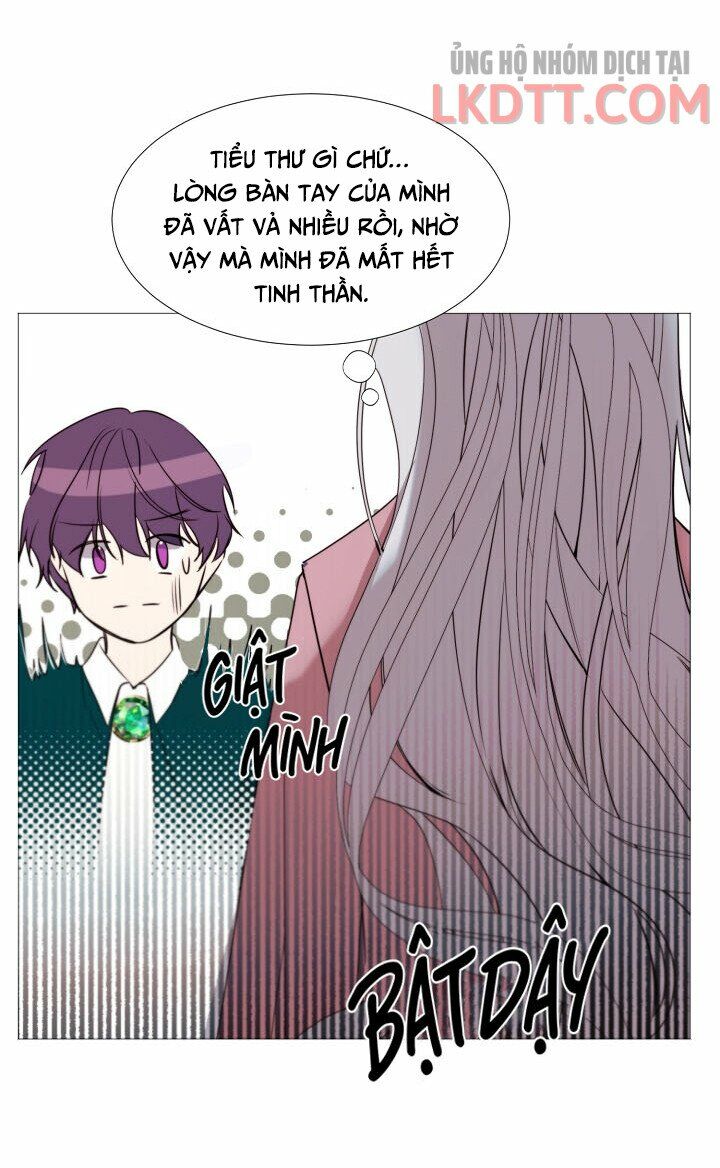 ỦNG HỘ NHÓM DỊCH TẠI
LKDTT.COM
TIỂU THƯ GÌ CHỨ...
LÒNG BÀN TAY CỦA MÌNH
ĐÃ VẤT VẢ NHIỀU RỒI, NHỜ
VẬY MÀ MÌNH ĐÃ MẤT HẾT
TINH THẦN.
GIẬT
MÌNH
BẬT DẬY